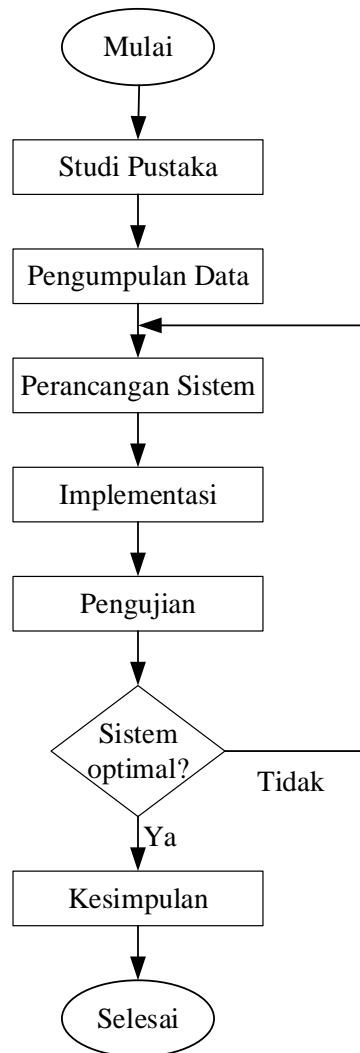 Mulai
Studi Pustaka
Pengumpulan Data
Perancangan Sistem
Implementasi
Pengujian
Sistem
optimal?
Tidak
Ya
Kesimpulan
Selesai